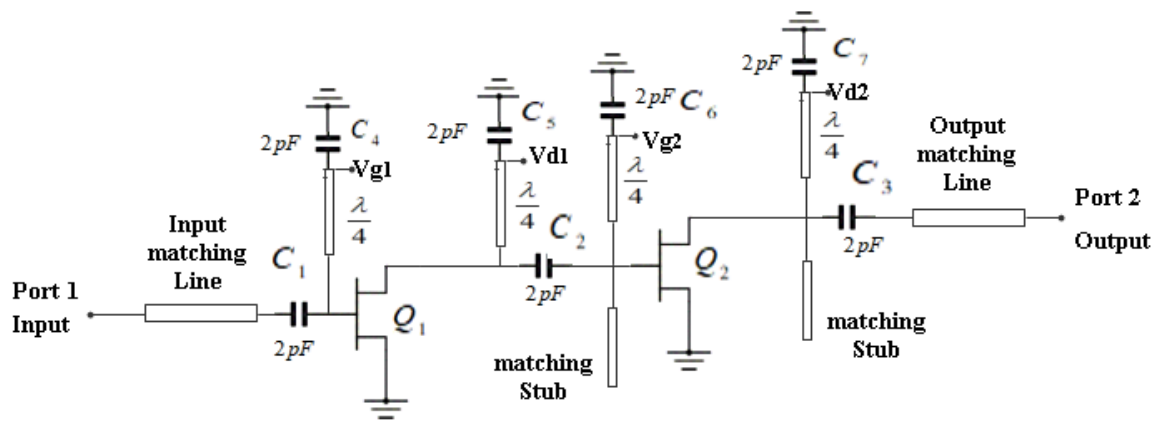 C₇
2pF
Vd2
λ/4
Output
matching
Line
C₃
2pF
Port 2
Output
2pF C₆
Vg2
λ/4
C₅
2pF
Vd1
λ/4
C₂
2pF
Q₂
matching
Stub
matching
Stub
C₄
2pF
Vg1
λ/4
Input
matching
Line
C₁
2pF
Q₁
Port 1
Input